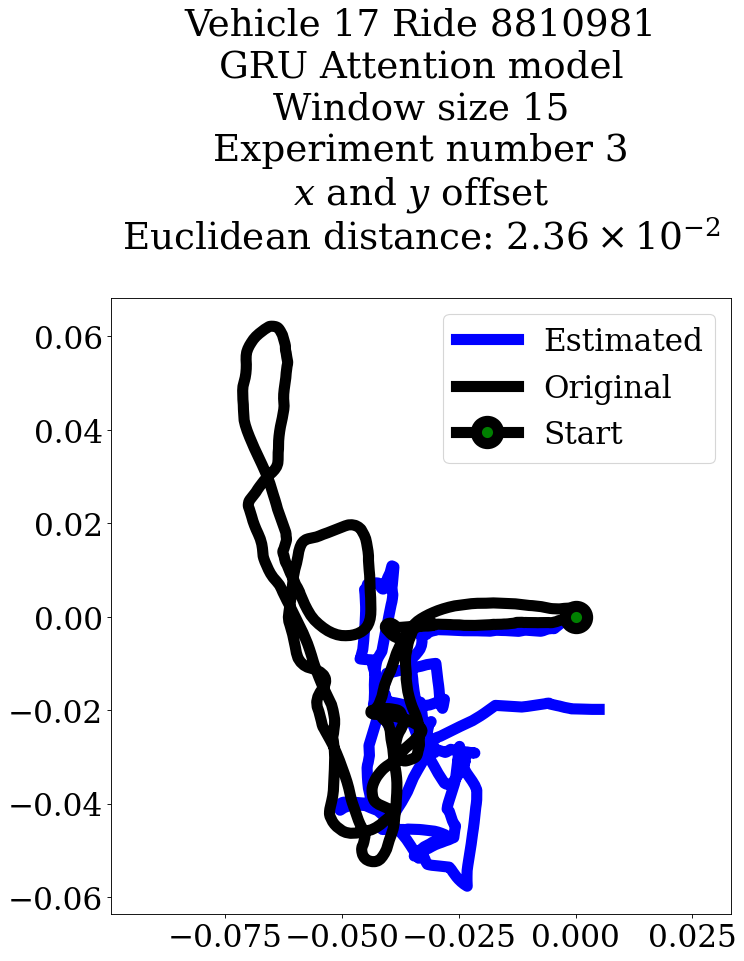 Vehicle 17 Ride 8810981
GRU Attention model
Window size 15
Experiment number 3
x and y offset
Euclidean distance: 2.36 × 10⁻²
Estimated
Original
Start
0.06
0.04
0.02
0.00
−0.02
−0.04
−0.06
−0.075 −0.050 −0.025 0.000 0.025